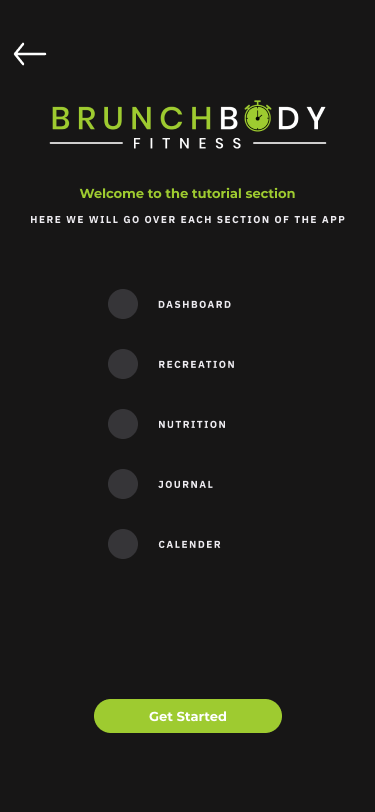 BRUNCHBODY
FITNESS
Welcome to the tutorial section
HERE WE WILL GO OVER EACH SECTION OF THE APP
DASHBOARD
RECREATION
NUTRITION
JOURNAL
CALENDER
Get Started